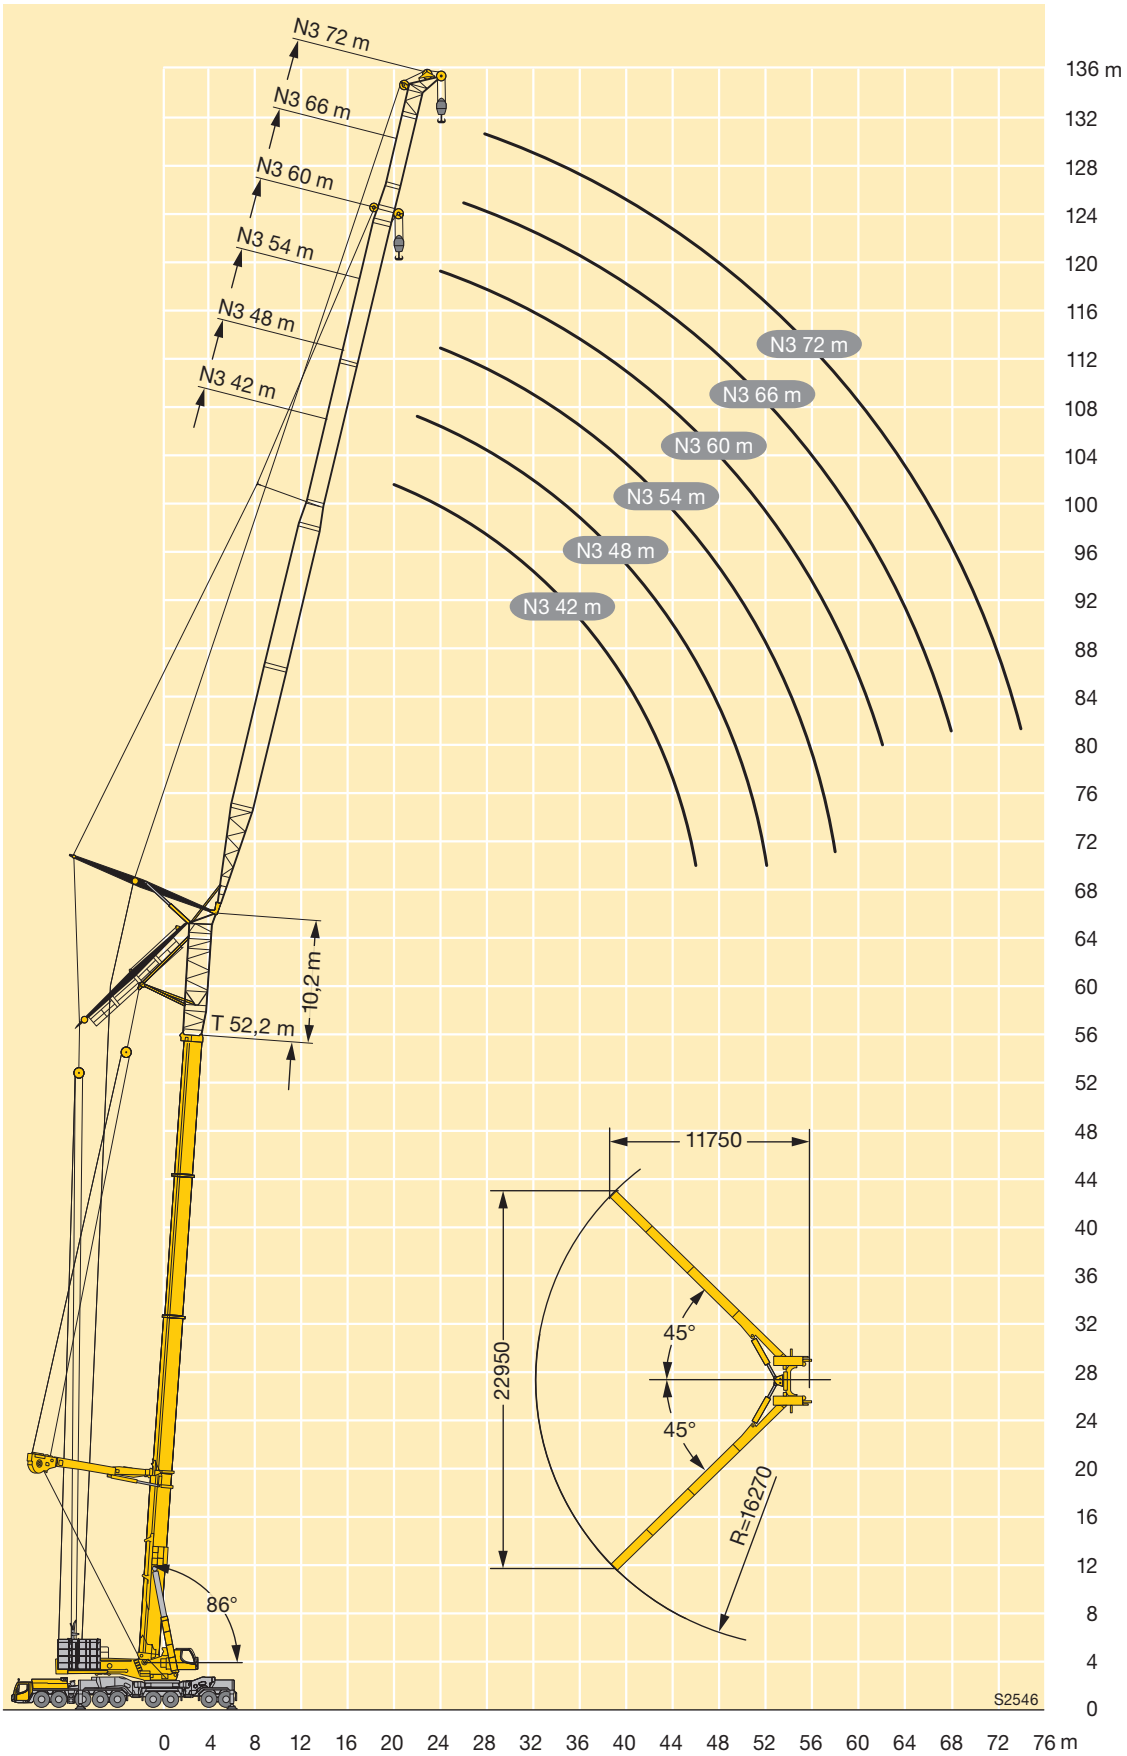 N3 72 m
N3 66 m
N3 60 m
N3 54 m
N3 48 m
N3 42 m
136 m
132
128
124
120
116
112
108
104
100
96
92
88
84
80
76
72
68
64
60
56
52
48
44
40
36
32
28
24
20
16
12
8
4
0
N3 72 m
N3 66 m
N3 60 m
N3 54 m
N3 48 m
N3 42 m
10,2 m
T 52,2 m
11750
22950
45°
45°
R=16270
86°
S2546
0 4 8 12 16 20 24 28 32 36 40 44 48 52 56 60 64 68 72 76 m